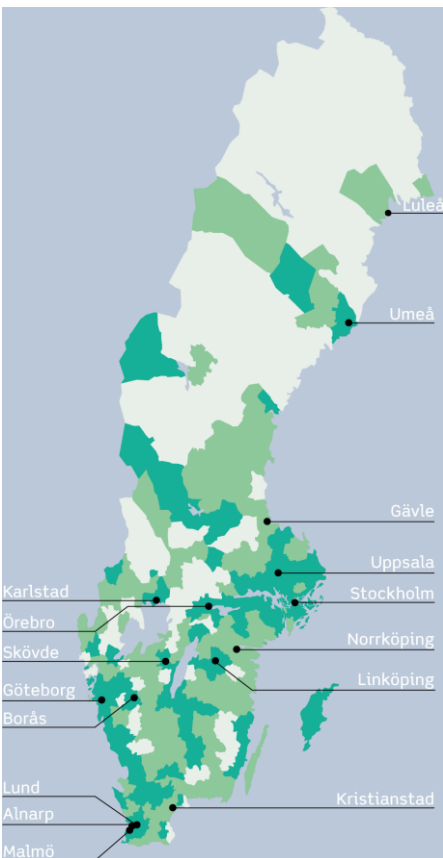 Luleå
Umeå
Gävle
Uppsala
Karlstad
Stockholm
Örebro
Norrköping
Skövde
Linköping
Göteborg
Borås
Lund
Kristianstad
Alnarp
Malmö